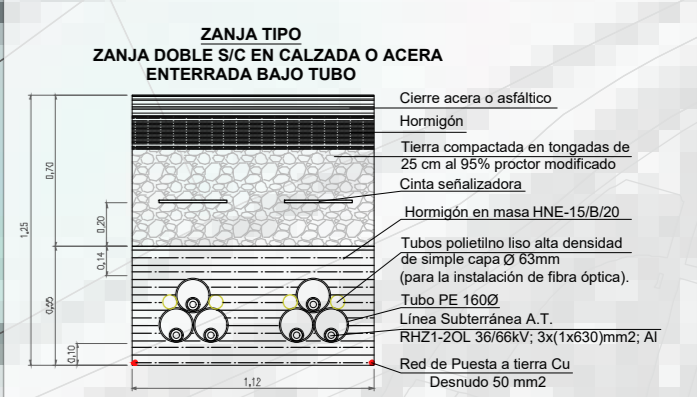 ZANJA TIPO
ZANJA DOBLE S/C EN CALZADA O ACERA
ENTERRADA BAJO TUBO
Cierre acera o asfáltico
Hormigón
Tierra compactada en tongadas de
25 cm al 95% proctor modificado
Cinta señalizadora
Hormigón en masa HNE-15/B/20
Tubos polietilno liso alta densidad
de simple capa Ø 63mm
(para la instalación de fibra óptica).
Tubo PE 160Ø
Línea Subterránea A.T.
RHZ1-2OL 36/66kV; 3x(1x630)mm2; Al
Red de Puesta a tierra Cu
Desnudo 50 mm2
1,25
0,70
0,20
0,14
0,55
0,10
1,12